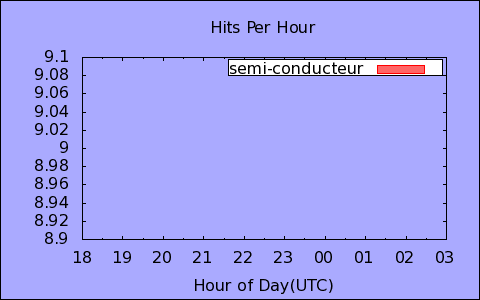 Hits Per Hour
semi-conducteur
9.1
9.08
9.06
9.04
9.02
9
8.98
8.96
8.94
8.92
8.9
18 19 20 21 22 23 00 01 02 03
Hour of Day(UTC)